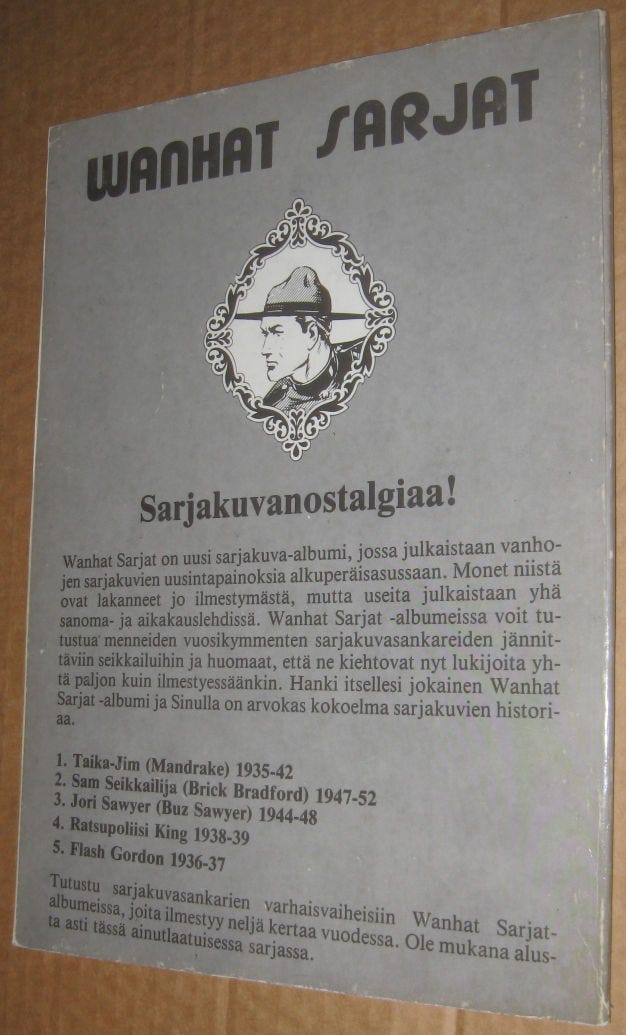 WANHAT SARJAT
Sarjakuvanostalgiaa!
Wanhat Sarjat on uusi sarjakuva-albumi, jossa julkaistaan vanho-
jen sarjakuvien uusintapainoksia alkuperäisasussaan. Monet niistä
ovat lakanneet jo ilmestymästä, mutta useita julkaistaan yhä
sanoma- ja aikakauslehdissä. Wanhat Sarjat -albumeissa voit tu-
tustua menneiden vuosikymmenten sarjakuvasankareiden jännit-
täviin seikkailuihin ja huomaat, että ne kiehtovat nyt lukijoita yh-
tä paljon kuin ilmestyessäänkin. Hanki itsellesi jokainen Wanhat
Sarjat -albumi ja Sinulla on arvokas kokoelma sarjakuvien histori-
aa.
1. Taika-Jim (Mandrake) 1935-42
2. Sam Seikkailija (Brick Bradford) 1947-52
3. Jori Sawyer (Buz Sawyer) 1944-48
4. Ratsupoliisi King 1938-39
5. Flash Gordon 1936-37
Tutustu sarjakuvasankarien varhaisvaiheisiin Wanhat Sarjat-
albumeissa, joita ilmestyy neljä kertaa vuodessa. Ole mukana alus-
ta asti tässä ainutlaatuisessa sarjassa.